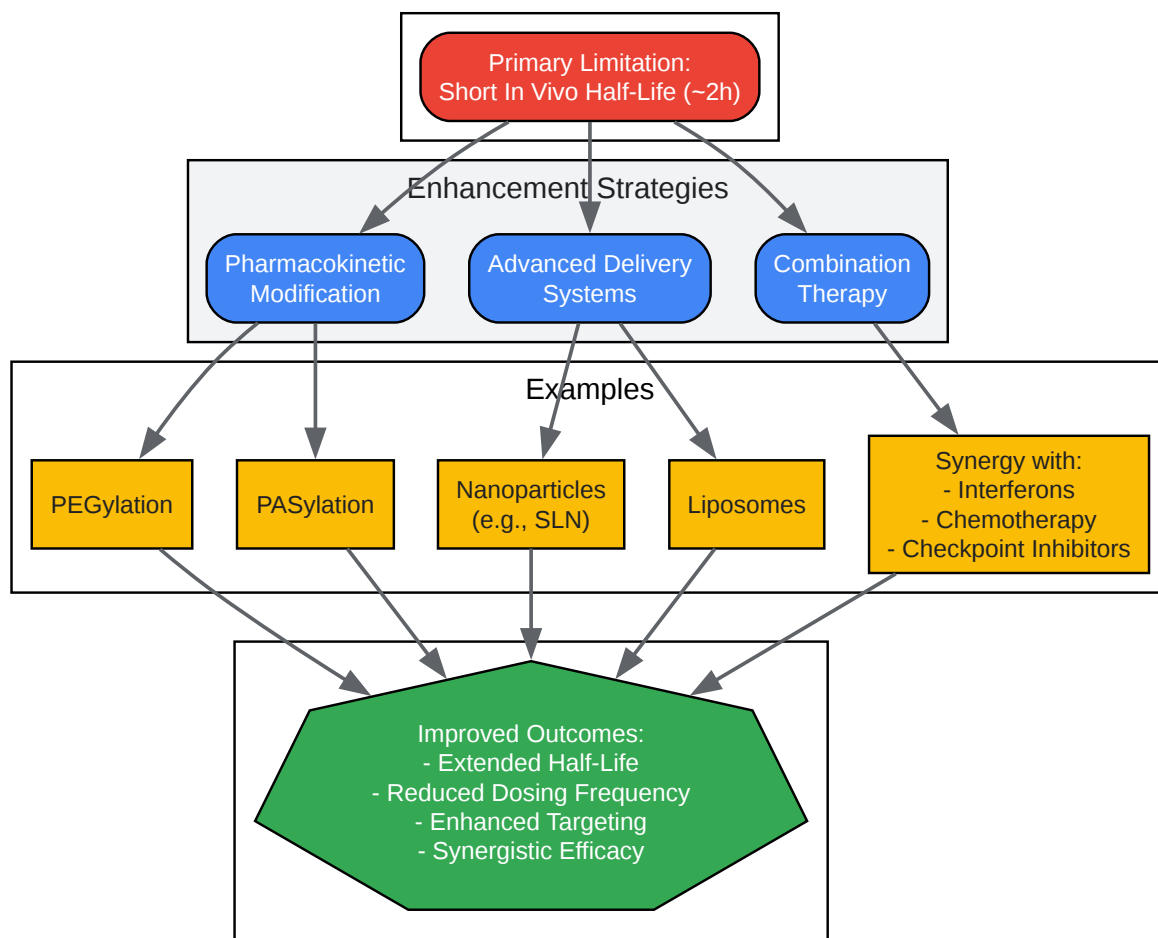 Primary Limitation:
Short In Vivo Half-Life (~2h)
Enhancement Strategies
Pharmacokinetic
Modification
Advanced Delivery
Systems
Combination
Therapy
Examples
PEGylation
PASylation
Nanoparticles
(e.g., SLN)
Liposomes
Synergy with:
- Interferons
- Chemotherapy
- Checkpoint Inhibitors
Improved Outcomes:
- Extended Half-Life
- Reduced Dosing Frequency
- Enhanced Targeting
- Synergistic Efficacy